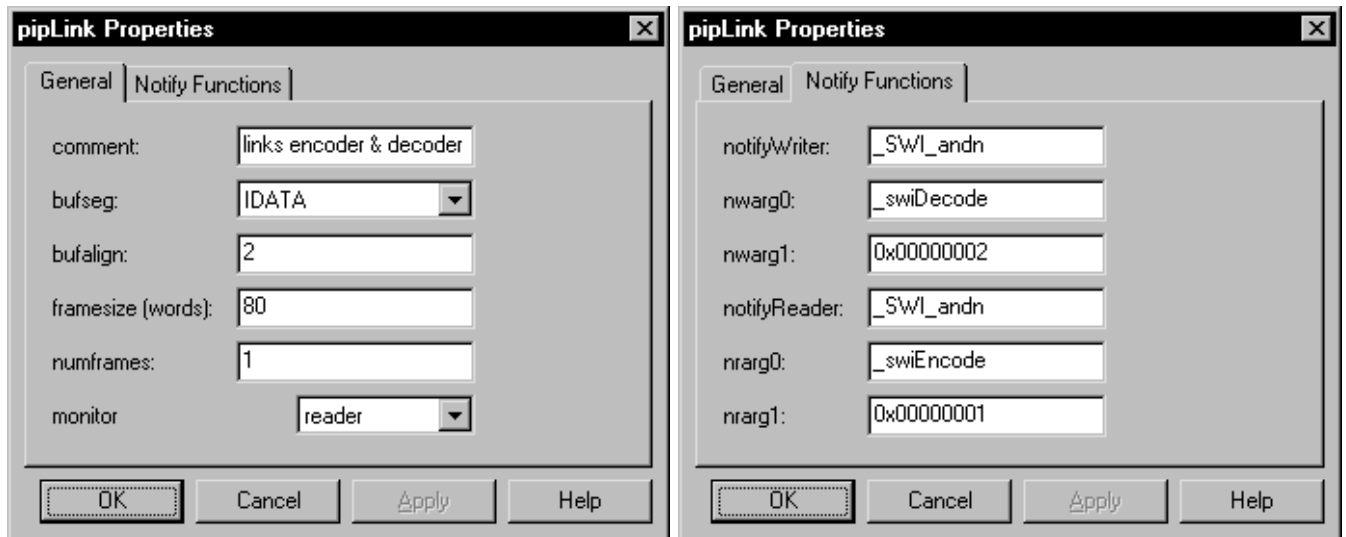 pipLink Properties
General
Notify Functions
comment:
links encoder & decoder
bufseg:
IDATA
bufalign:
2
framesize (words):
80
numframes:
1
monitor
reader
OK
Cancel
Apply
Help
pipLink Properties
General
Notify Functions
notifyWriter:
_SWI_andn
nwarg0:
_swiDecode
nwarg1:
0x00000002
notifyReader:
_SWI_andn
nrarg0:
_swiEncode
nrarg1:
0x00000001
OK
Cancel
Apply
Help